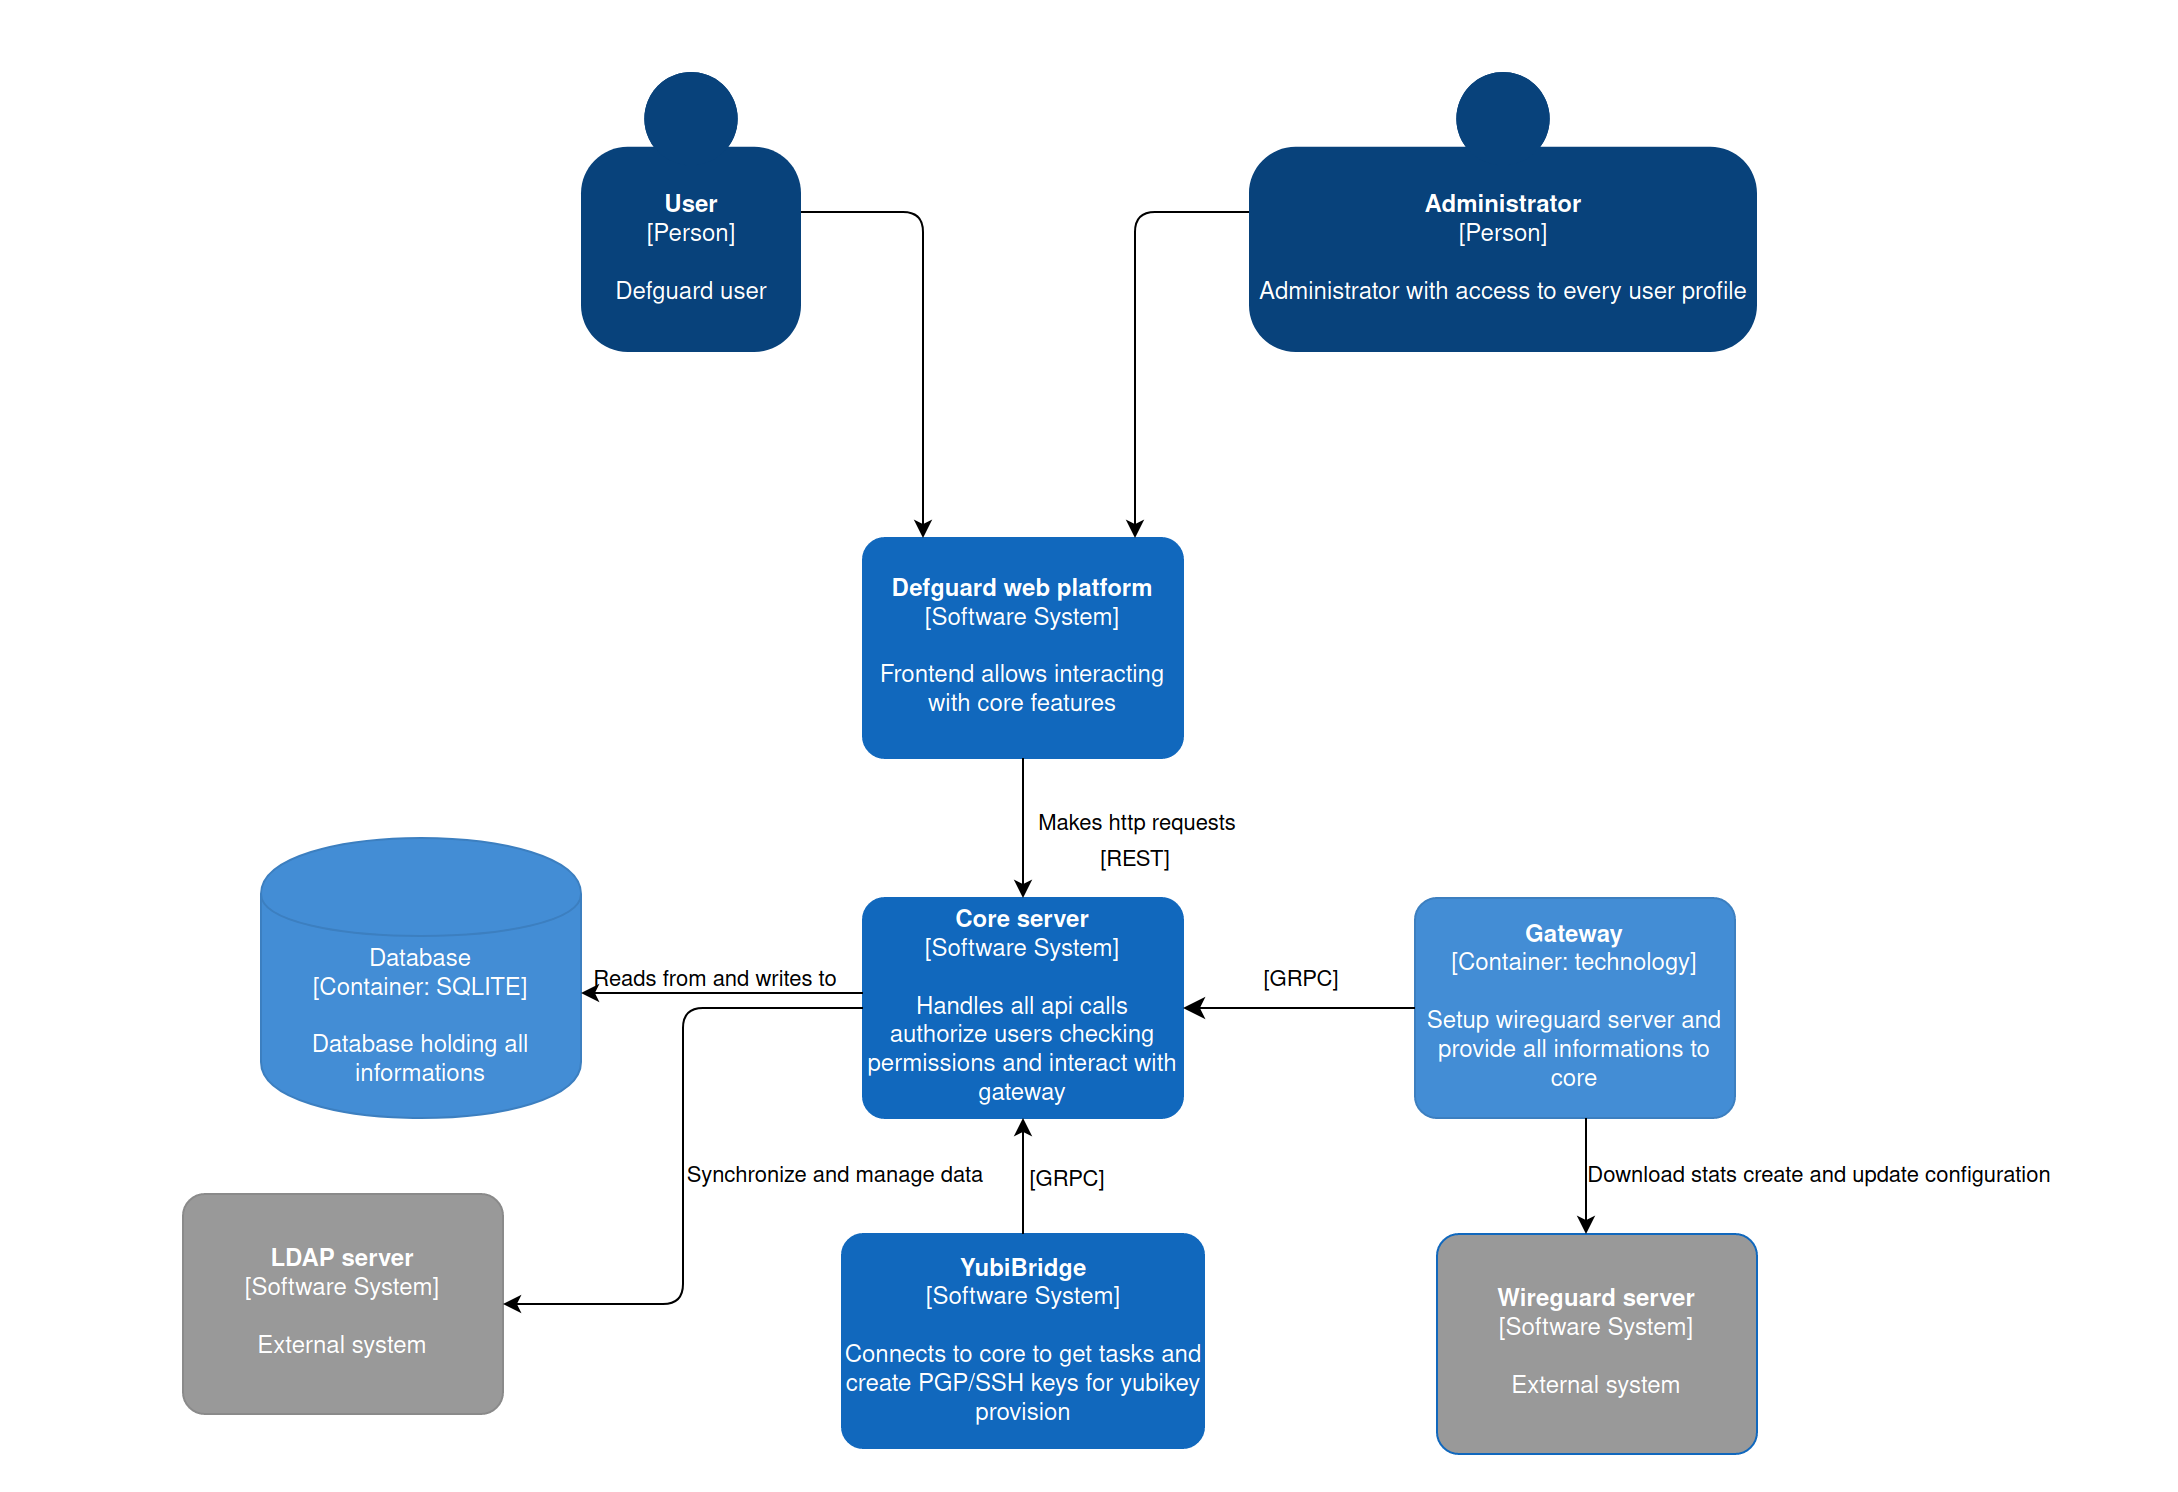 User
[Person]
Defguard user
Administrator
[Person]
Administrator with access to every user profile
Defguard web platform
[Software System]
Frontend allows interacting
with core features
Makes http requests
[REST]
Database
[Container: SQLITE]
Database holding all
informations
Reads from and writes to
Core server
[Software System]
Handles all api calls
authorize users checking
permissions and interact with
gateway
[GRPC]
Gateway
[Container: technology]
Setup wireguard server and
provide all informations to
core
Synchronize and manage data
[GRPC]
Download stats create and update configuration
LDAP server
[Software System]
External system
YubiBridge
[Software System]
Connects to core to get tasks and
create PGP/SSH keys for yubikey
provision
Wireguard server
[Software System]
External system